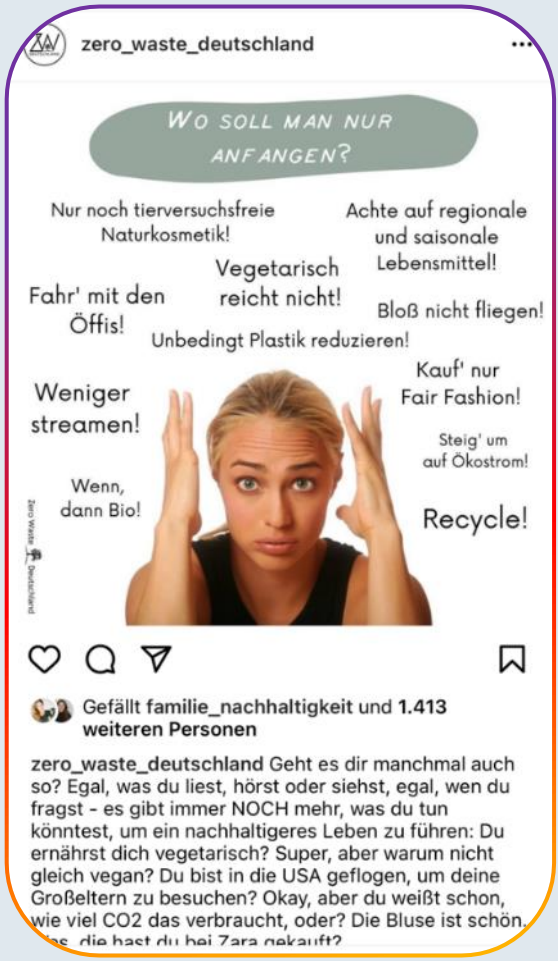 zero_waste_deutschland
WO SOLL MAN NUR
ANFANGEN?
Nur noch tierversuchsfreie
Naturkosmetik!
Achte auf regionale
und saisonale
Lebensmittel!
Vegetarisch
reicht nicht!
Fahr' mit den
Öffis!
Bloß nicht fliegen!
Unbedingt Plastik reduzieren!
Kauf' nur
Fair Fashion!
Weniger
streamen!
Steig' um
auf Ökostrom!
Wenn,
dann Bio!
Recycle!
Zero Waste Deutschland
Gefällt familie_nachhaltigkeit und 1.413
weiteren Personen
zero_waste_deutschland Geht es dir manchmal auch
so? Egal, was du liest, hörst oder siehst, egal, wen du
fragst - es gibt immer NOCH mehr, was du tun
könntest, um ein nachhaltigeres Leben zu führen: Du
ernährst dich vegetarisch? Super, aber warum nicht
gleich vegan? Du bist in die USA geflogen, um deine
Großeltern zu besuchen? Okay, aber du weißt schon,
wie viel CO2 das verbraucht, oder? Die Bluse ist schön.
die hast du bei Zara gekauft?